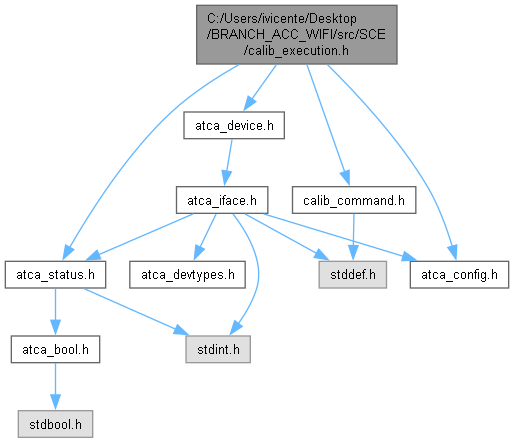 C:/Users/ivicente/Desktop
/BRANCH_ACC_WIFI/src/SCE
/calib_execution.h
atca_device.h
atca_iface.h
calib_command.h
atca_status.h
atca_devtypes.h
stddef.h
atca_config.h
atca_bool.h
stdint.h
stdbool.h